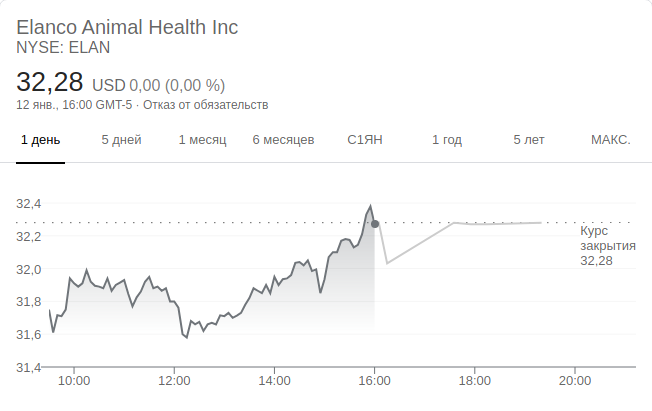 Elanco Animal Health Inc
NYSE: ELAN
32,28 USD 0,00 (0,00 %)
12 янв., 16:00 GMT-5 · Отказ от обязательств
1 день 5 дней 1 месяц 6 месяцев С1ЯН 1 год 5 лет МАКС.
32,4
32,2
32,0
31,8
31,6
31,4
Курс
закрытия
32,28
10:00 12:00 14:00 16:00 18:00 20:00